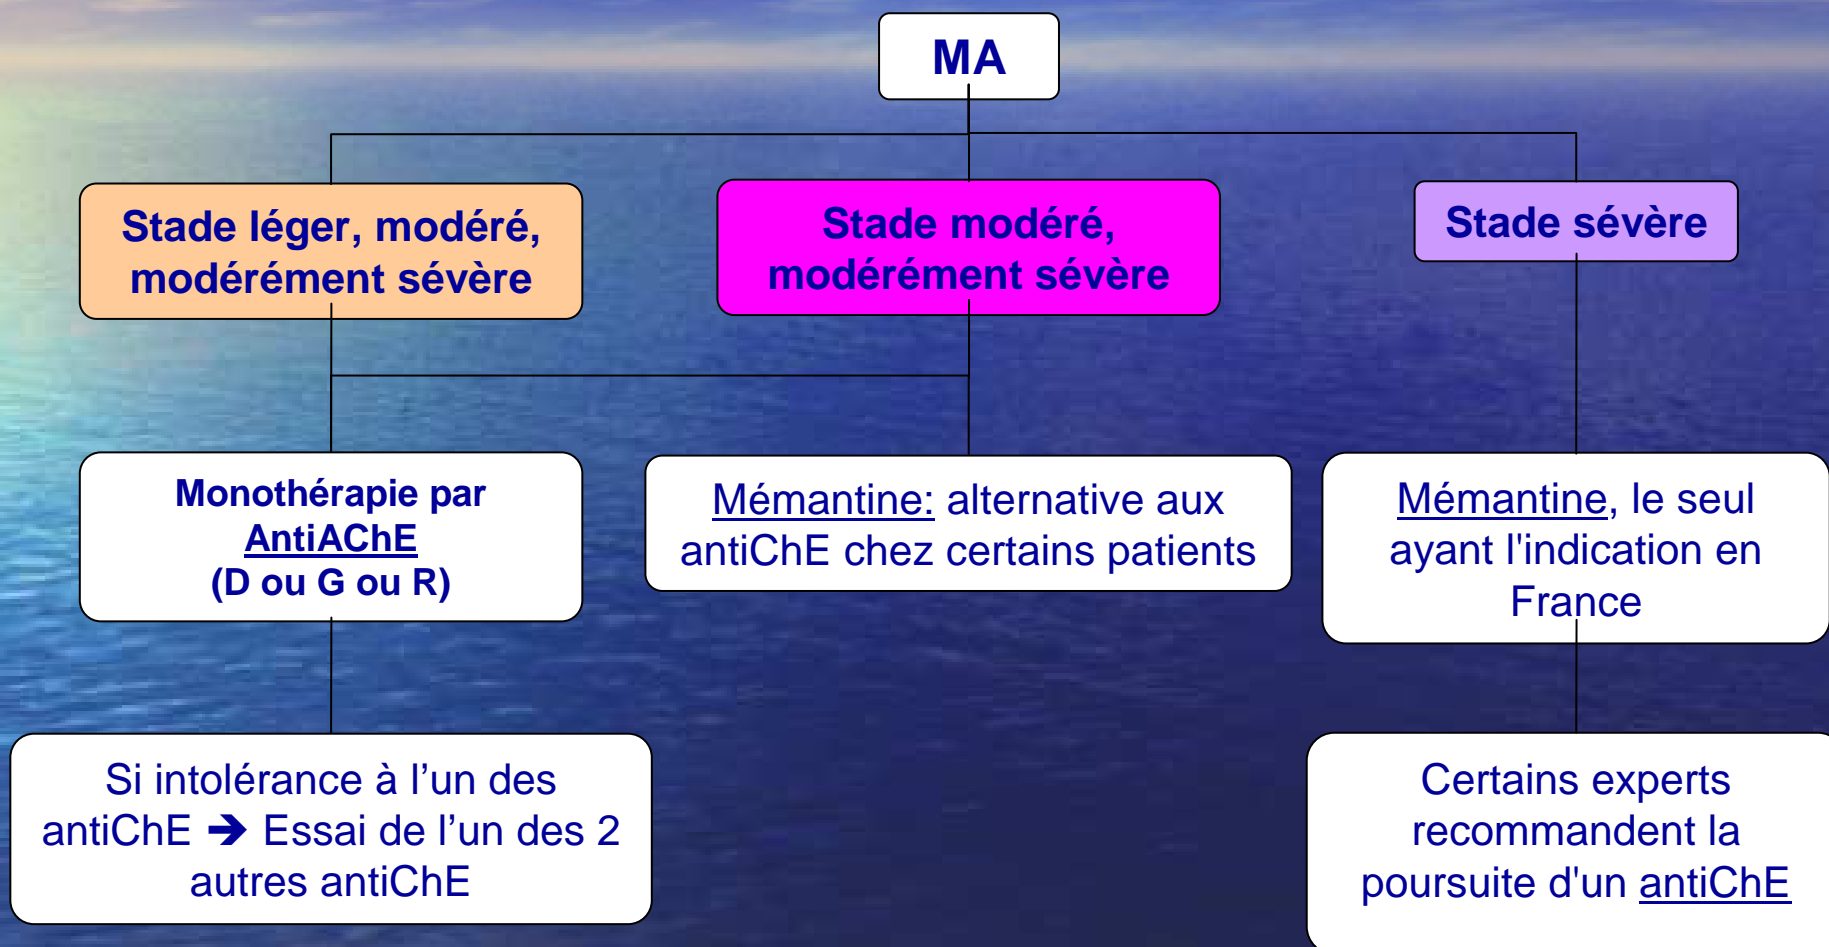 MA
Stade léger, modéré,
modérément sévère
Stade modéré,
modérément sévère
Stade sévère
Monothérapie par
AntiAChE
(D ou G ou R)
Mémantine: alternative aux
antiChE chez certains patients
Mémantine, le seul
ayant l'indication en
France
Si intolérance à l’un des
antiChE ➔ Essai de l’un des 2
autres antiChE
Certains experts
recommandent la
poursuite d'un antiChE